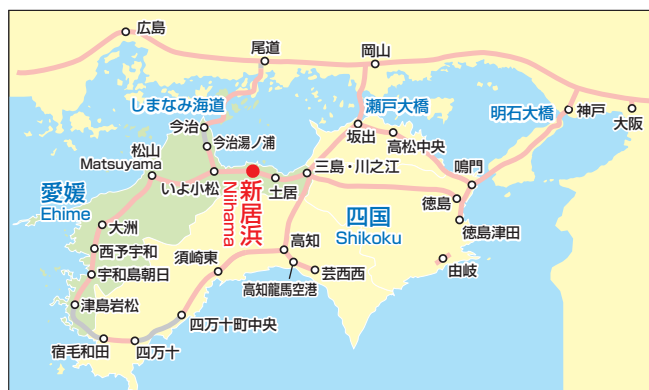 広島
尾道
岡山
しまなみ海道
瀬戸大橋
明石大橋
神戸
大阪
今治
今治湯ノ浦
坂出
高松中央
松山
Matsuyama
いよ小松
土居
三島・川之江
鳴門
愛媛
Ehime
新居浜
Niihama
四国
Shikoku
徳島
徳島津田
大洲
西予宇和
須崎東
高知
宇和島朝日
高知龍馬空港
芸西西
由岐
津島岩松
四万十町中央
宿毛和田
四万十